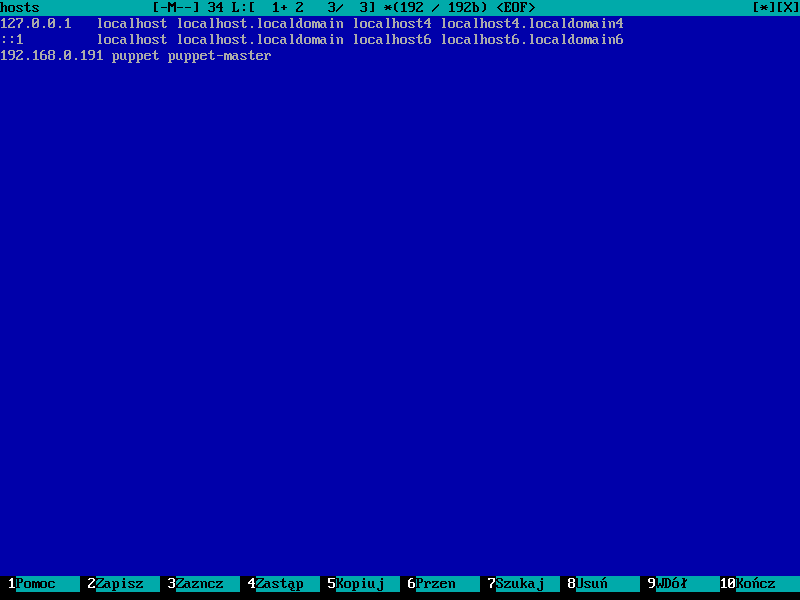 hosts [-M--] 34 L:[ 1+ 2 3/ 3] *(192 / 192b) <EOF> [*][X]
127.0.0.1 localhost localhost.localdomain localhost4 localhost4.localdomain4
::1 localhost localhost.localdomain localhost6 localhost6.localdomain6
192.168.0.191 puppet puppet-master
1Pomoc 2Zapisz 3Zazncz 4Zastąp 5Kopiuj 6Przen 7Szukaj 8Usuń 9wDół 10Kończ